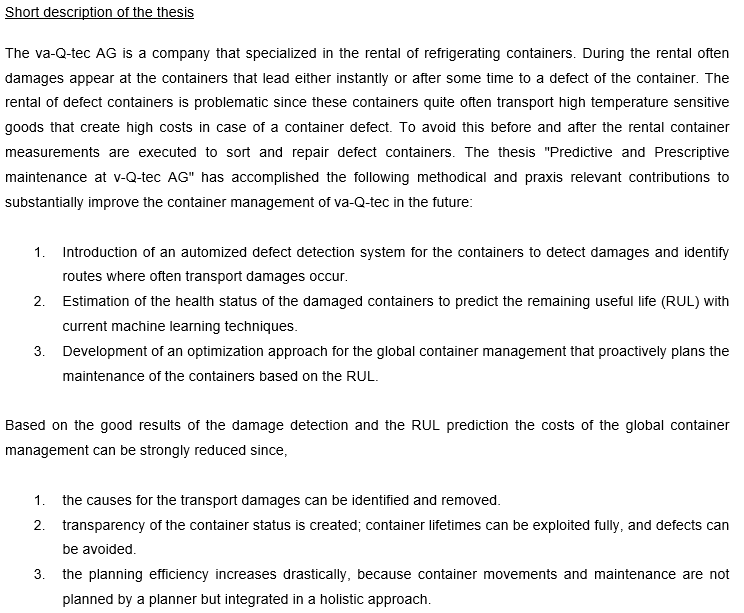 Short description of the thesis
The va-Q-tec AG is a company that specialized in the rental of refrigerating containers. During the rental often
damages appear at the containers that lead either instantly or after some time to a defect of the container. The
rental of defect containers is problematic since these containers quite often transport high temperature sensitive
goods that create high costs in case of a container defect. To avoid this before and after the rental container
measurements are executed to sort and repair defect containers. The thesis "Predictive and Prescriptive
maintenance at v-Q-tec AG" has accomplished the following methodical and praxis relevant contributions to
substantially improve the container management of va-Q-tec in the future:
1. Introduction of an automized defect detection system for the containers to detect damages and identify
routes where often transport damages occur.
2. Estimation of the health status of the damaged containers to predict the remaining useful life (RUL) with
current machine learning techniques.
3. Development of an optimization approach for the global container management that proactively plans the
maintenance of the containers based on the RUL.
Based on the good results of the damage detection and the RUL prediction the costs of the global container
management can be strongly reduced since,
1. the causes for the transport damages can be identified and removed.
2. transparency of the container status is created; container lifetimes can be exploited fully, and defects can
be avoided.
3. the planning efficiency increases drastically, because container movements and maintenance are not
planned by a planner but integrated in a holistic approach.